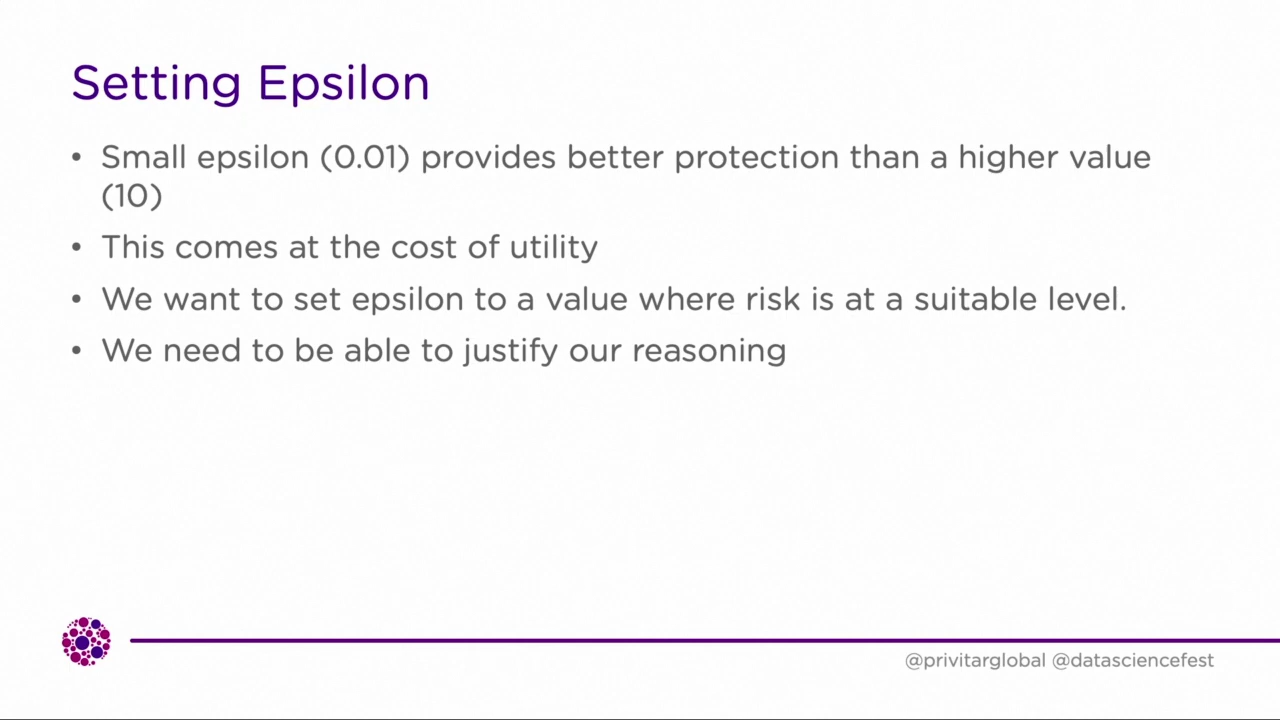 Setting Epsilon
• Small epsilon (0.01) provides better protection than a higher value
(10)
• This comes at the cost of utility
• We want to set epsilon to a value where risk is at a suitable level.
• We need to be able to justify our reasoning
@privitarglobal @datasciencefest